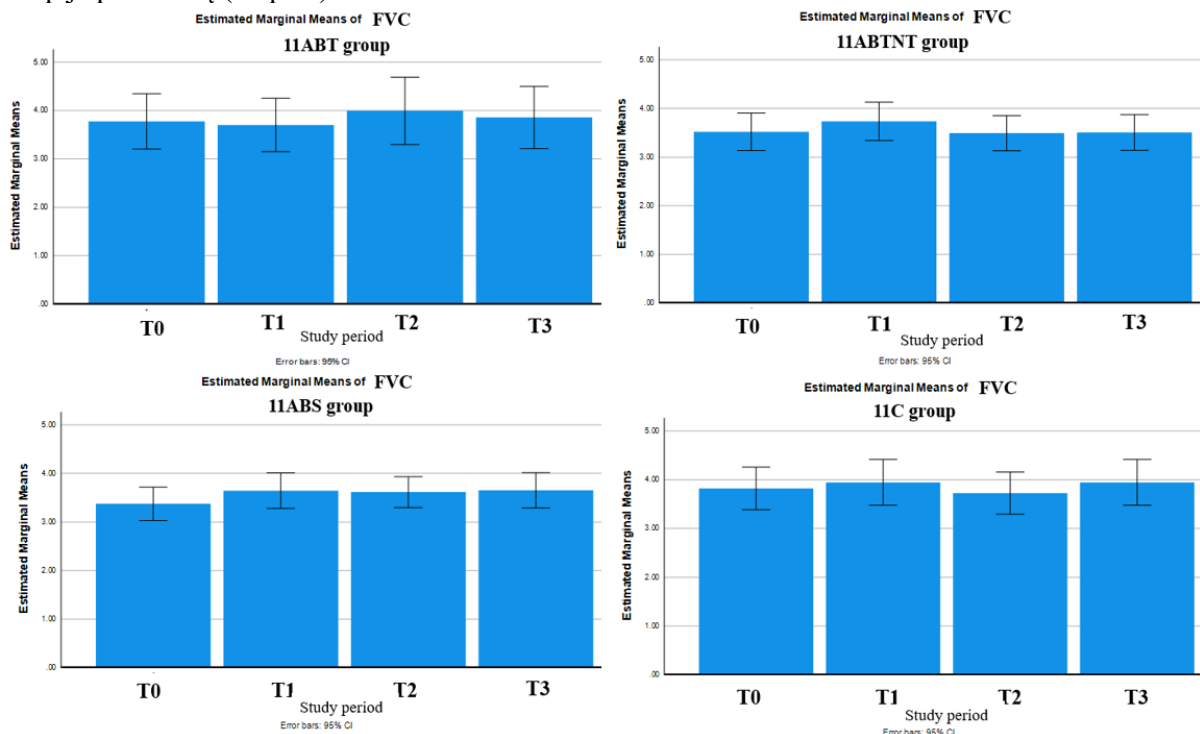 Estimated Marginal Means of FVC
11ABT group
Estimated Marginal Means
5.00
4.00
3.00
2.00
1.00
.00
T0 T1 T2 T3
Study period
Error bars: 95% CI
Estimated Marginal Means of FVC
11ABTNT group
Estimated Marginal Means
5.00
4.00
3.00
2.00
1.00
.00
T0 T1 T2 T3
Study period
Error bars: 95% CI
Estimated Marginal Means of FVC
11ABS group
Estimated Marginal Means
5.00
4.00
3.00
2.00
1.00
.00
T0 T1 T2 T3
Study period
Error bars: 95% CI
Estimated Marginal Means of FVC
11C group
Estimated Marginal Means
5.00
4.00
3.00
2.00
1.00
.00
T0 T1 T2 T3
Study period
Error bars: 95% CI